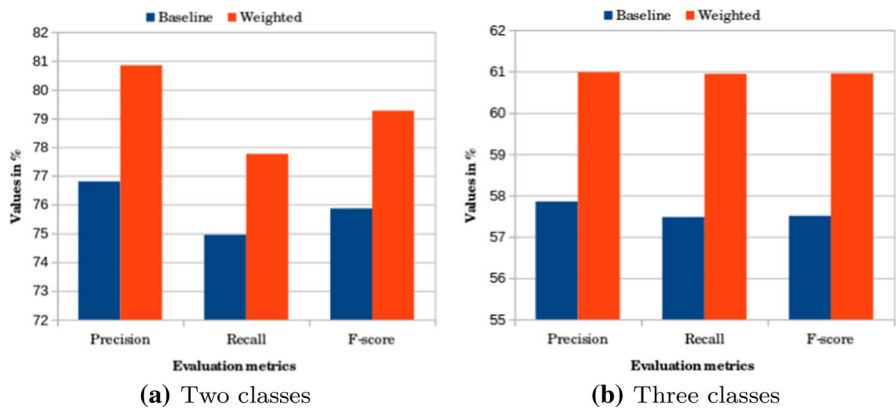 Baseline Weighted
82
81
80
79
78
77
76
75
74
73
72
Values in %
Precision Recall F-score
Evaluation metrics
(a) Two classes
Baseline Weighted
62
61
60
59
58
57
56
55
Values in %
Precision Recall F-score
Evaluation metrics
(b) Three classes